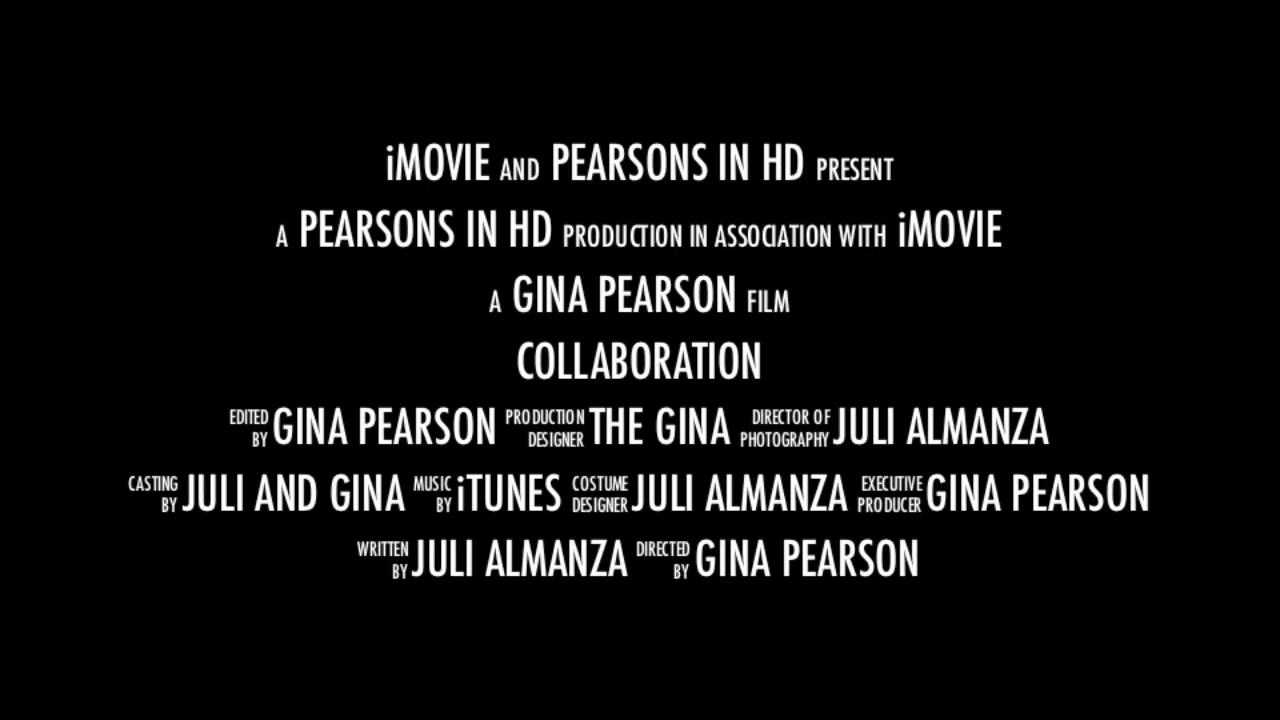 iMOVIE AND PEARSONS IN HD PRESENT
A PEARSONS IN HD PRODUCTION IN ASSOCIATION WITH iMOVIE
A GINA PEARSON FILM
COLLABORATION
EDITED BY GINA PEARSON PRODUCTION DESIGNER THE GINA DIRECTOR OF PHOTOGRAPHY JULI ALMANZA
CASTING BY JULI AND GINA MUSIC BY iTUNES COSTUME DESIGNER JULI ALMANZA EXECUTIVE PRODUCER GINA PEARSON
WRITTEN BY JULI ALMANZA DIRECTED BY GINA PEARSON